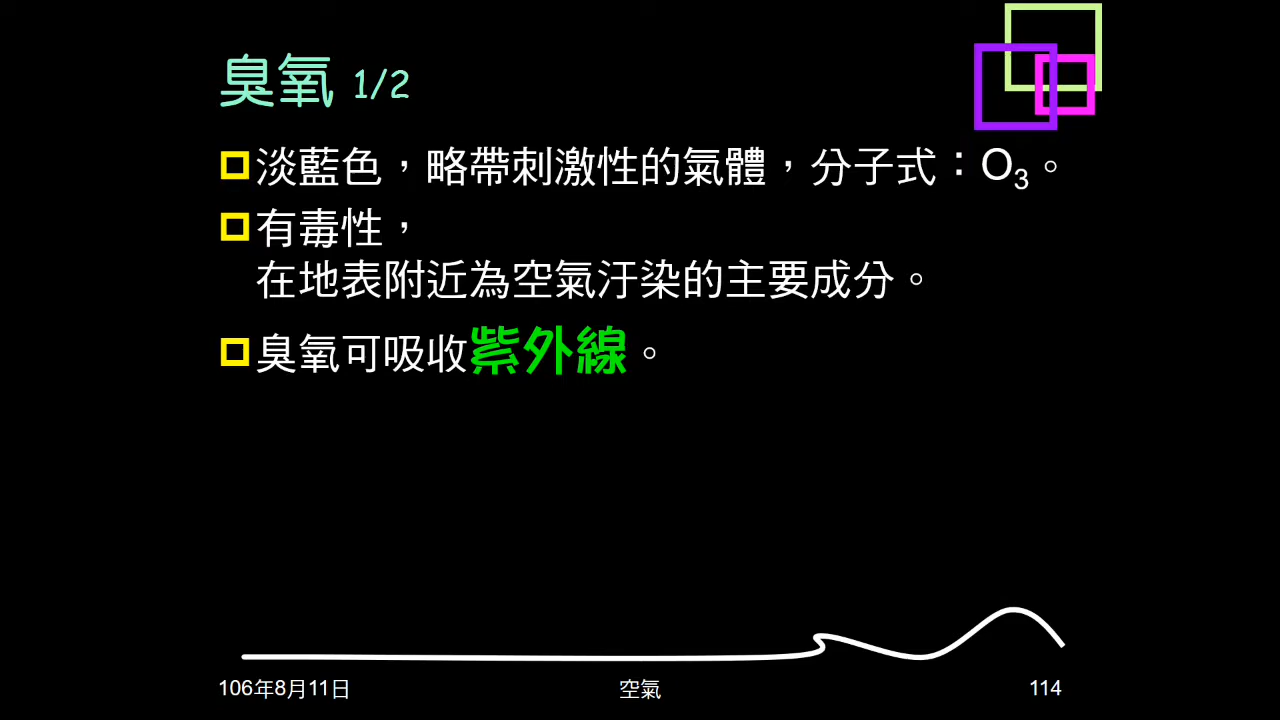 臭氧 1/2
淡藍色，略帶刺激性的氣體，分子式：O₃。
有毒性，
在地表附近為空氣汙染的主要成分。
臭氧可吸收紫外線。
106年8月11日
空氣
114